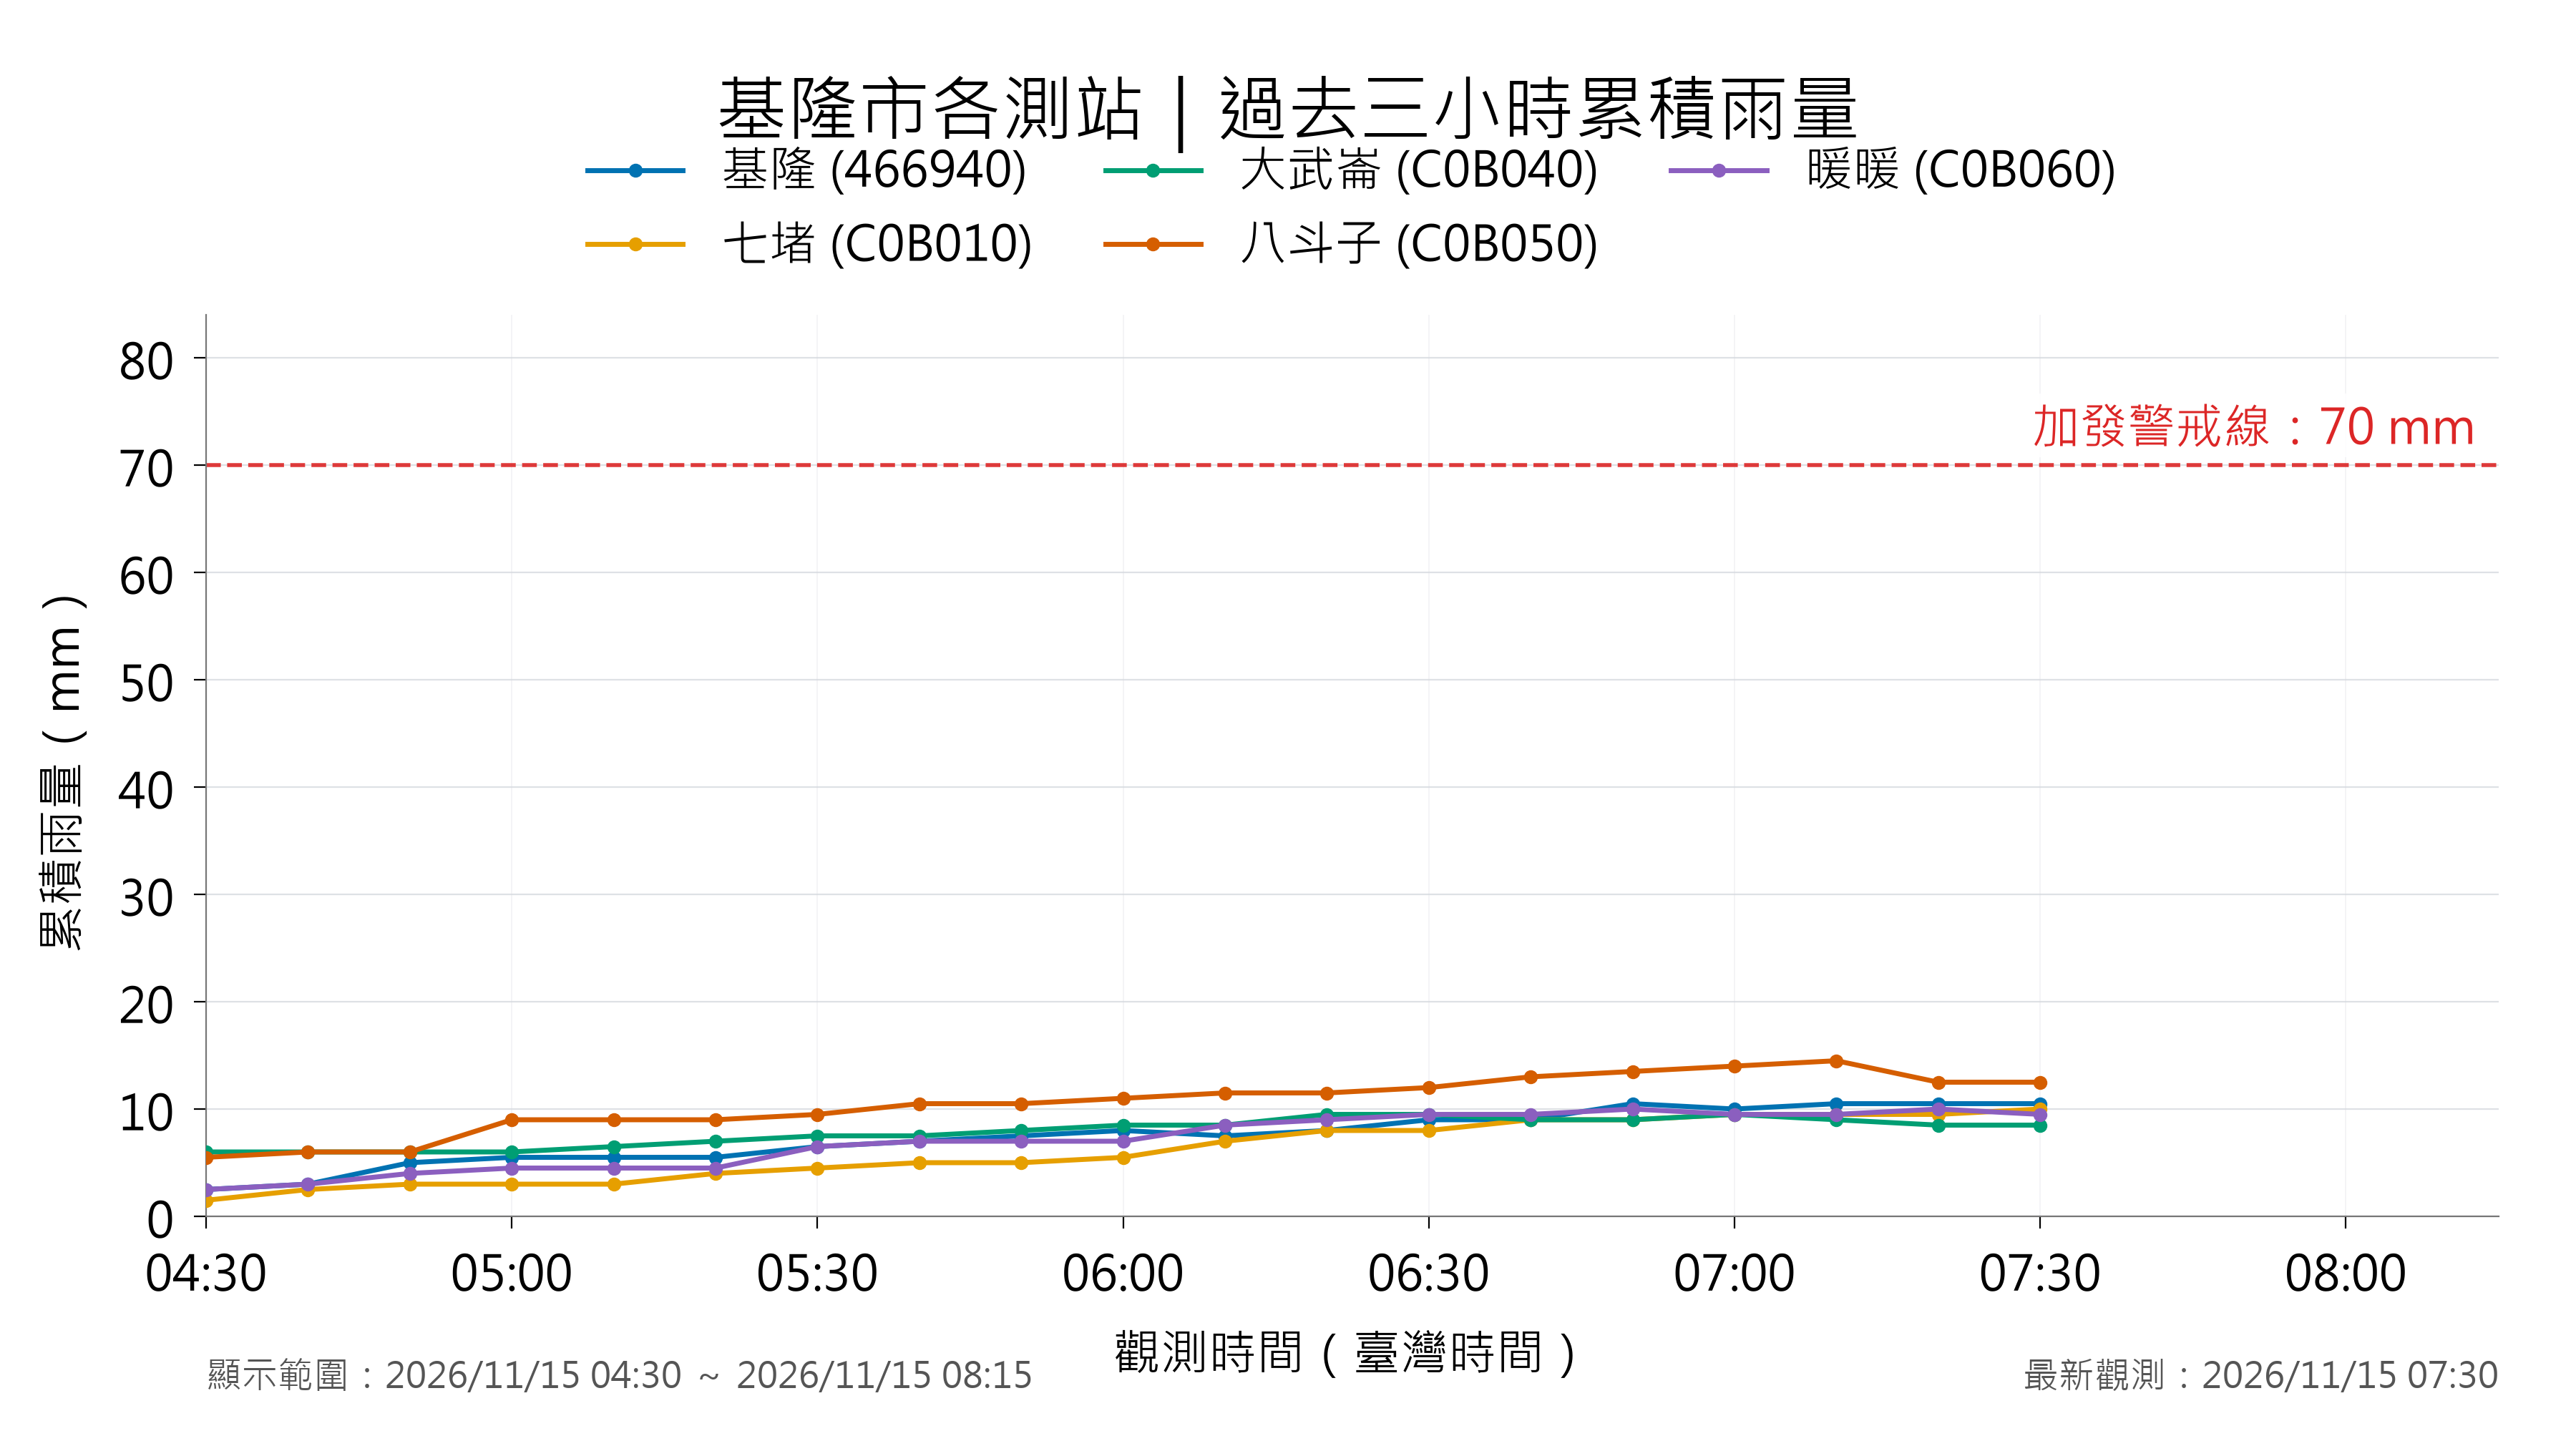 基隆市各測站｜過去三小時累積雨量
基隆 (466940)
大武崙 (C0B040)
暖暖 (C0B060)
七堵 (C0B010)
八斗子 (C0B050)
累積雨量（mm）
80
70
60
50
40
30
20
10
0
加發警戒線：70 mm
04:30
05:00
05:30
06:00
06:30
07:00
07:30
08:00
觀測時間（臺灣時間）
顯示範圍：2026/11/15 04:30 ~ 2026/11/15 08:15
最新觀測：2026/11/15 07:30